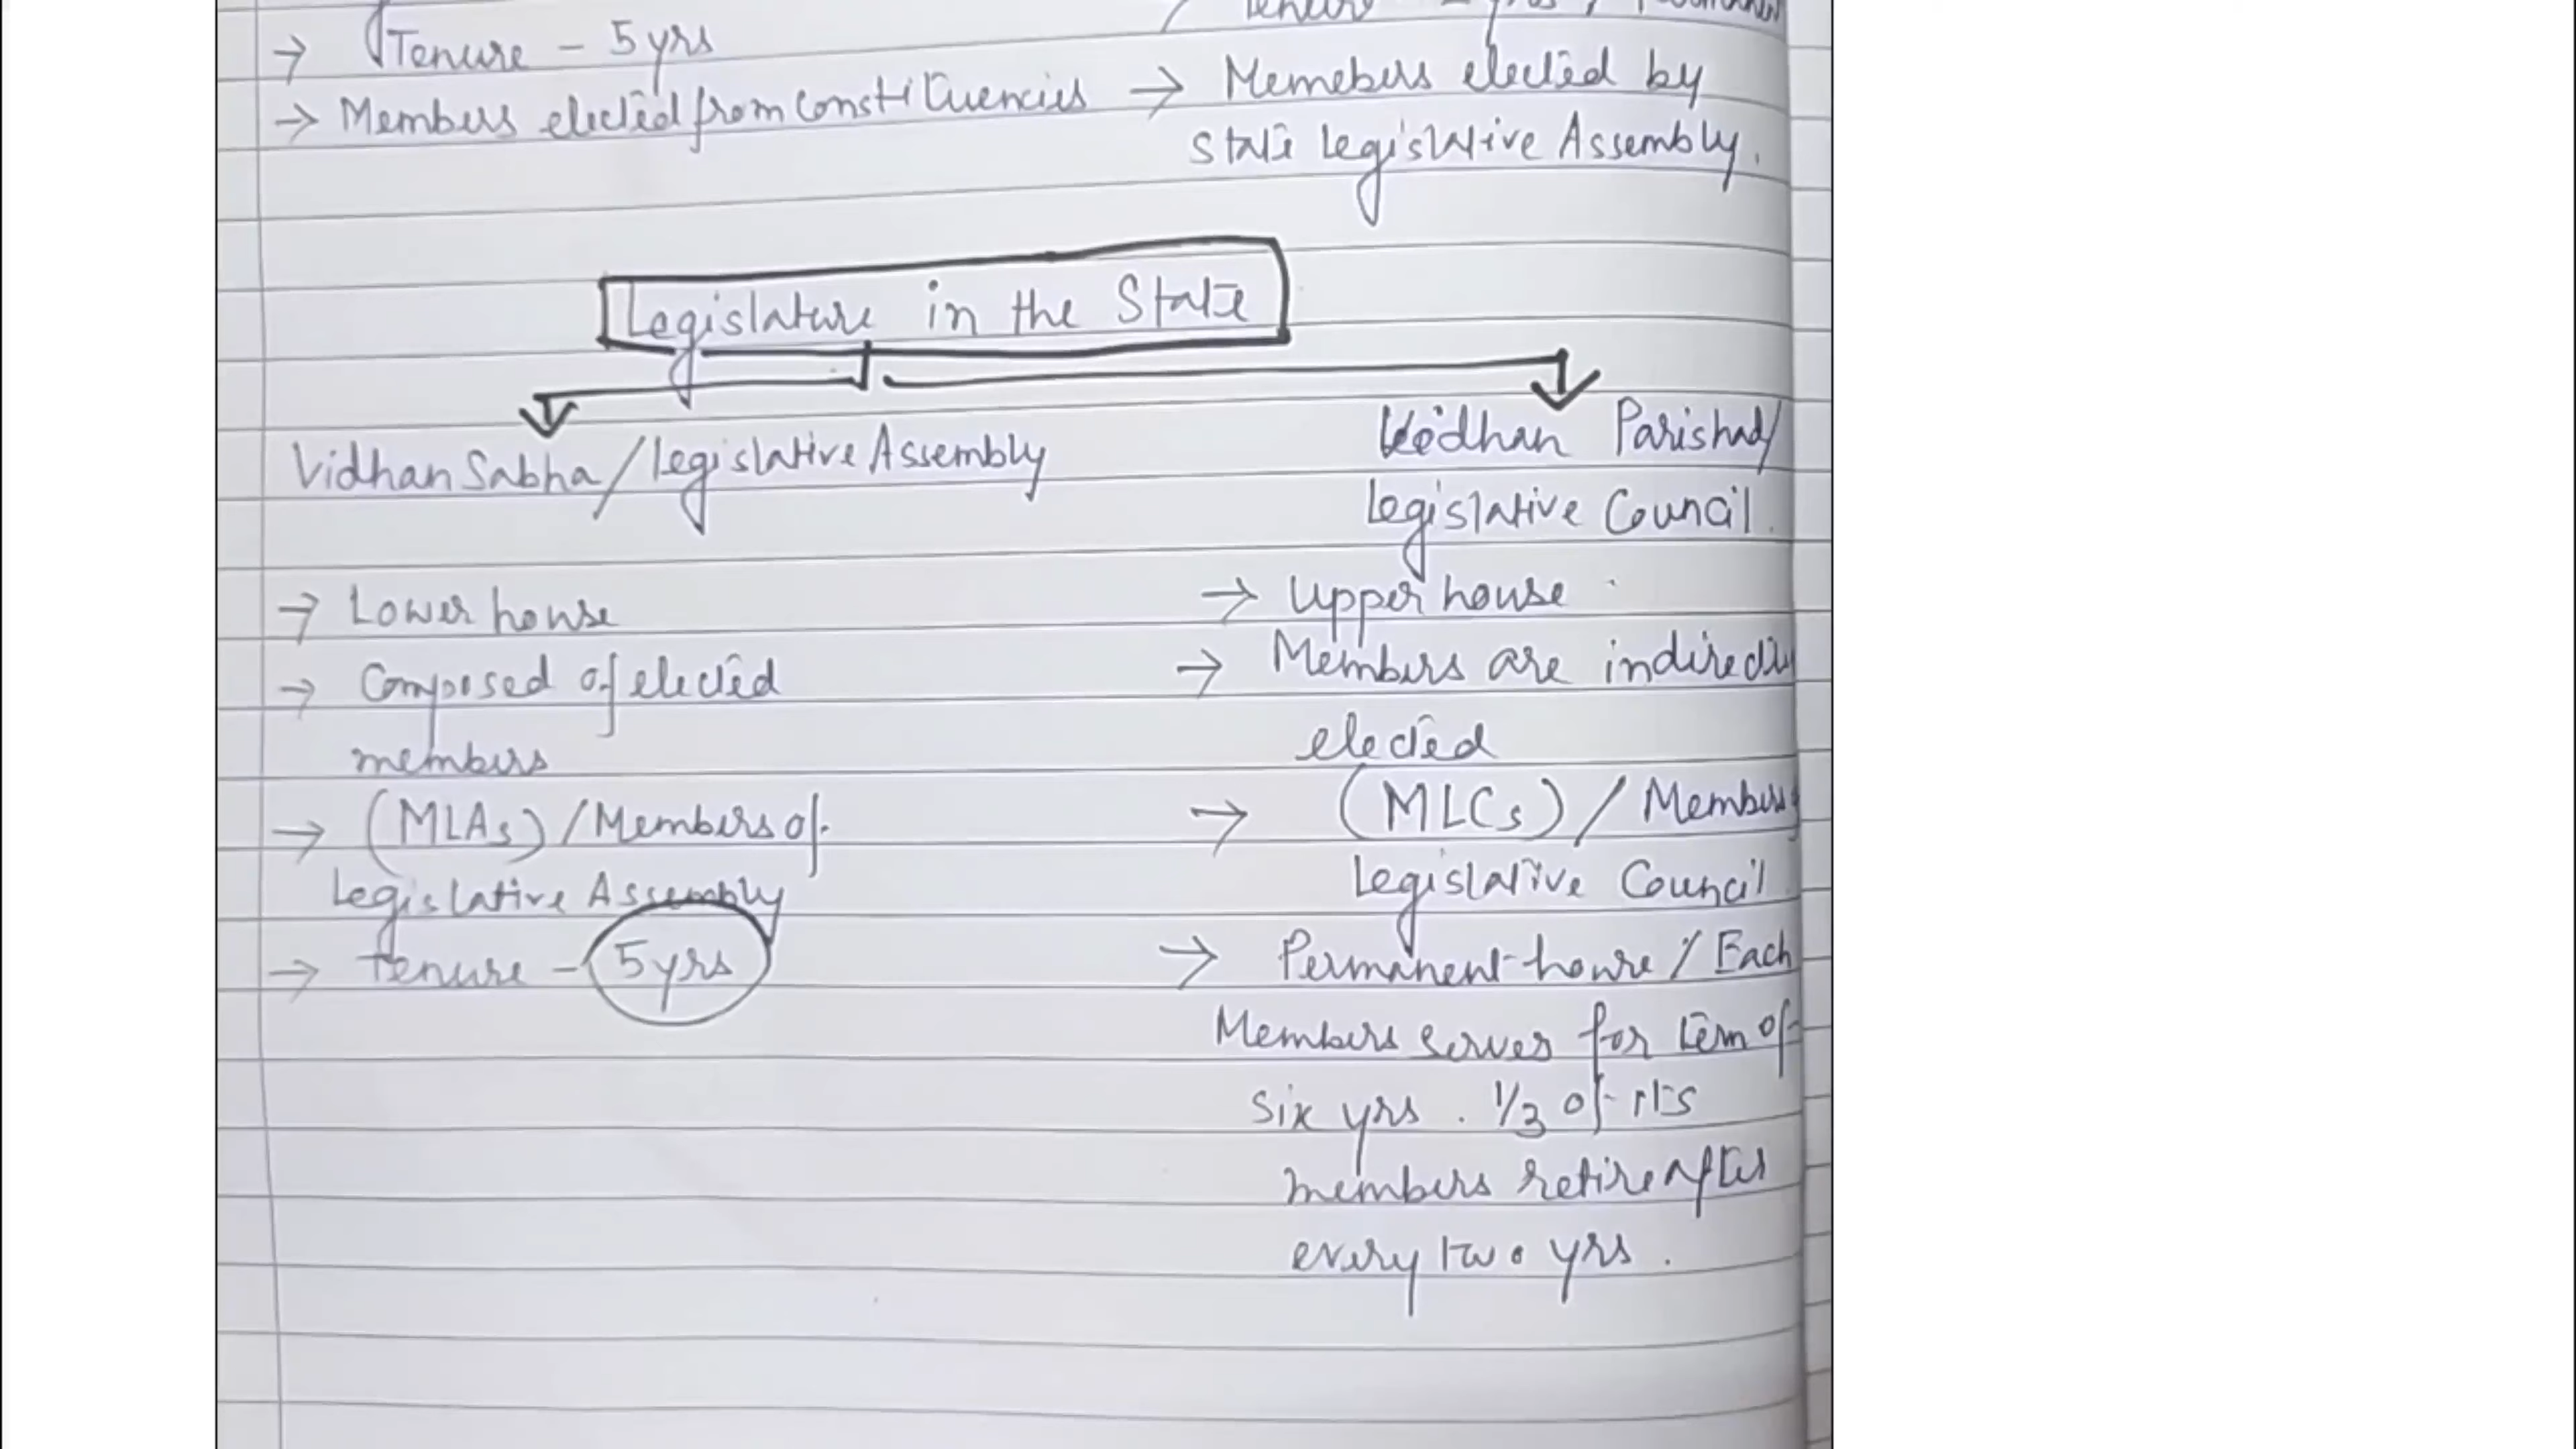 Tenure
→ Tenure - 5 yrs
→ Members elected from constituencies
→ Memebers elected by
State Legislative Assembly.
Legislature in the State
Vidhan Sabha / Legislative Assembly
→ Lower house
→ Composed of elected
members
→ (MLAs) / Members of
Legislative Assembly
→ tenure - 5 yrs
Parishad/
Legislative Council.
→ Upper house
→ Members are indirectly
elected
→ (MLCs) / Members
Legislative Council
→ Permanent house / Each
Members serves for term of
six yrs. 1/3 of its
members retire after
every two yrs.